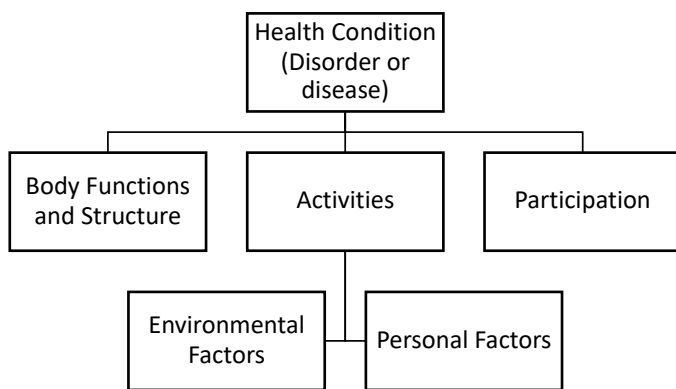 Health Condition
(Disorder or
disease)
Body Functions
and Structure
Activities
Participation
Environmental
Factors
Personal Factors